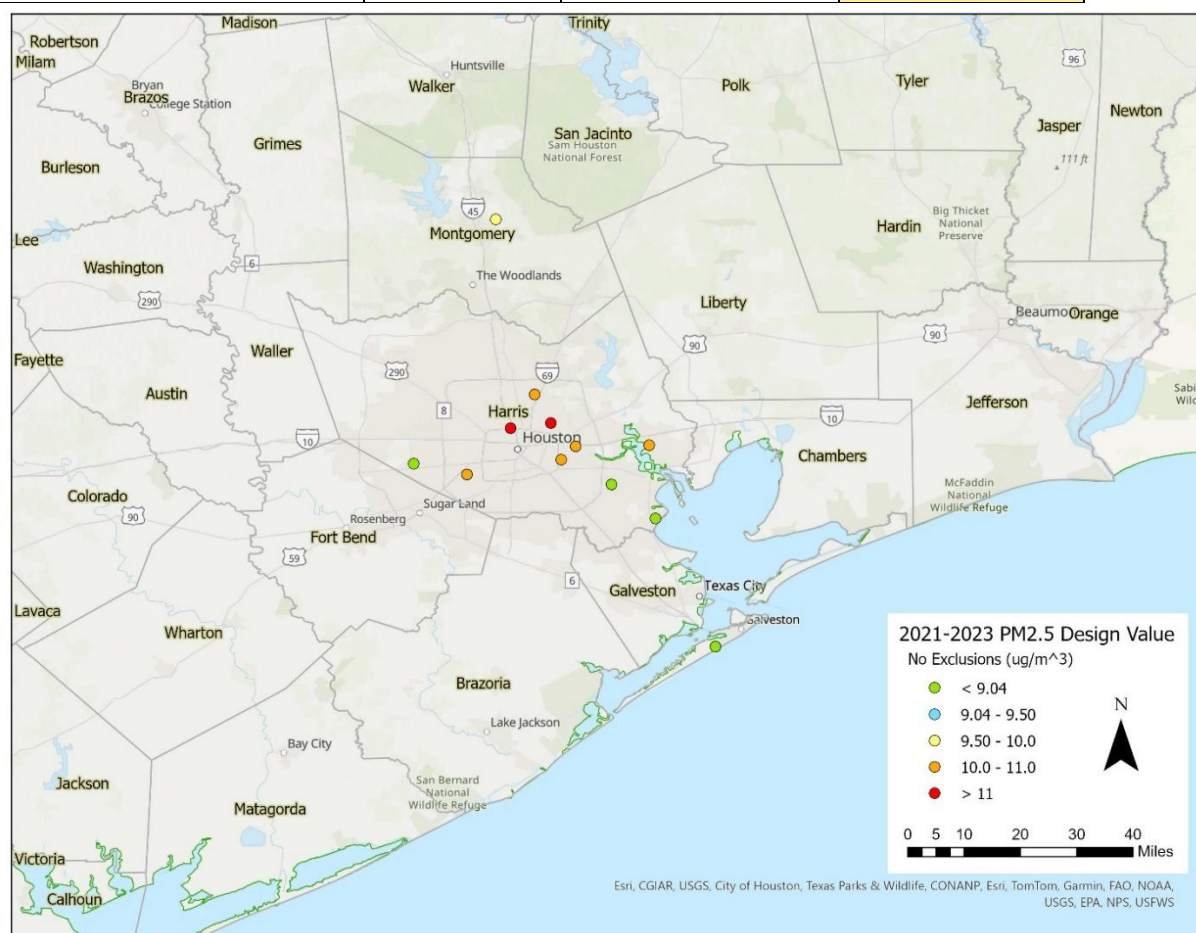 Madison
Trinity
Robertson
Milam
Huntsville
Walker
Polk
Tyler
96
Newton
Bryan
Brazos
College Station
Grimes
San Jacinto
Sam Houston
National Forest
Jasper
111 ft
Burleson
45
Montgomery
Hardin
Big Thicket
National
Preserve
Lee
Washington
6
290
The Woodlands
Liberty
Beaumo
Orange
90
90
Fayette
Waller
290
69
Austin
8
Harris
Houston
10
10
Jefferson
Sabi
Wild
Chambers
Colorado
90
Sugar Land
Rosenberg
Fort Bend
59
McFaddin
National
Wildlife Refuge
6
Galveston
Texas City
Galveston
Lavaca
Wharton
Brazoria
Lake Jackson
Bay City
Jackson
San Bernard
National
Wildlife Refuge
Matagorda
Victoria
Calhoun
2021-2023 PM2.5 Design Value
No Exclusions (ug/m^3)
< 9.04
9.04 - 9.50
9.50 - 10.0
10.0 - 11.0
> 11
N
0 5 10 20 30 40
Miles
Esri, CGIAR, USGS, City of Houston, Texas Parks & Wildlife, CONANP, Esri, TomTom, Garmin, FAO, NOAA,
USGS, EPA, NPS, USFWS